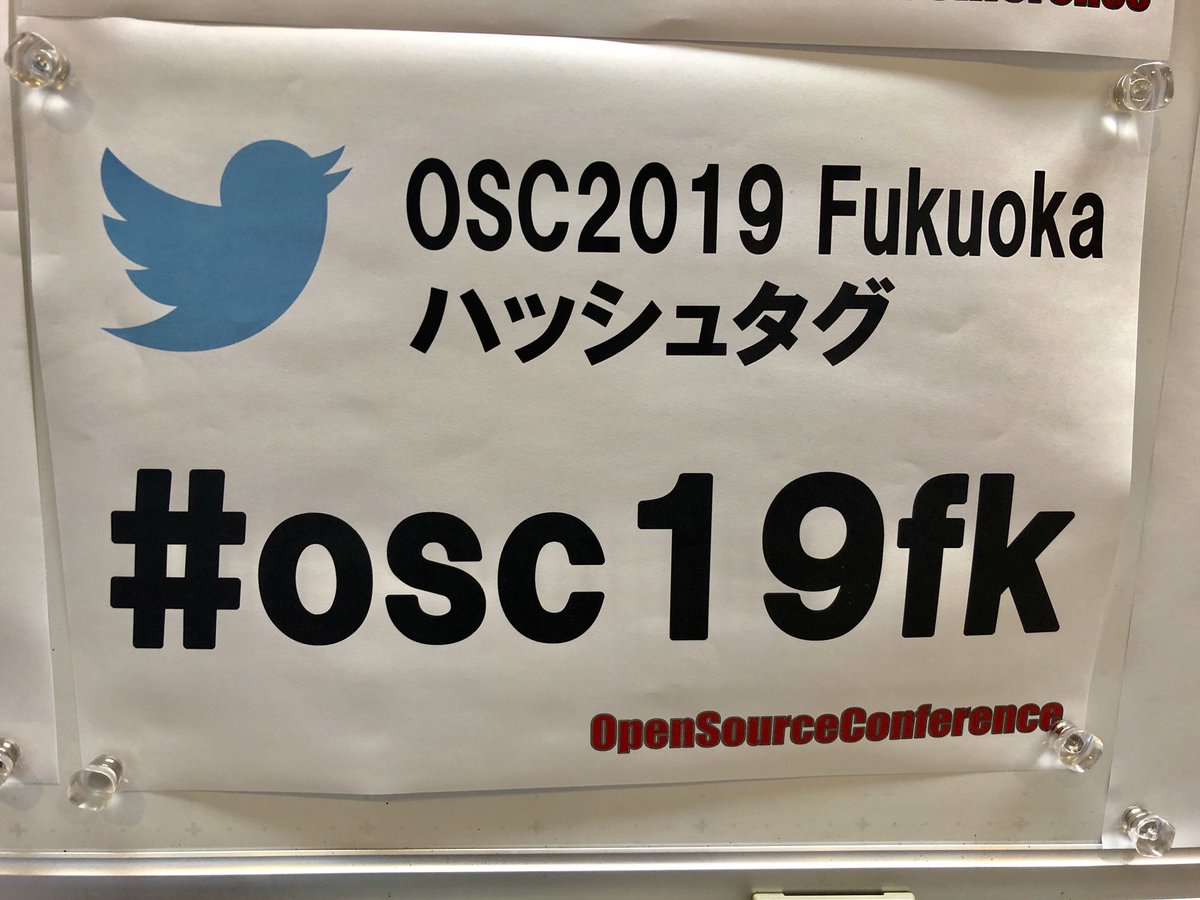 OSC2019 Fukuoka
ハッシュタグ
#osc19fk
OpenSourceConference